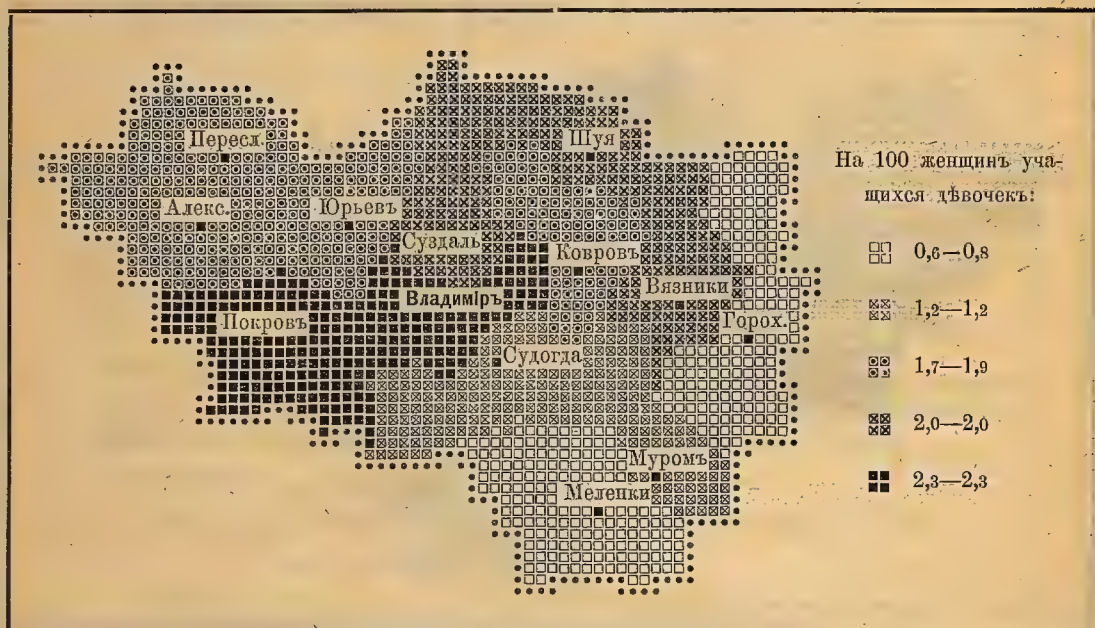 Пересл.
Шуя
Алекс.
Юрьевъ
Суздаль
Ковровъ
Владимiръ
Вязники
Покровъ
Горох.
Судогда
Муромъ
Меленки
На 100 женщинъ уча-
щихся дѣвочекъ:
0,6—0,8
1,2—1,2
1,7—1,9
2,0—2,0
2,3—2,3